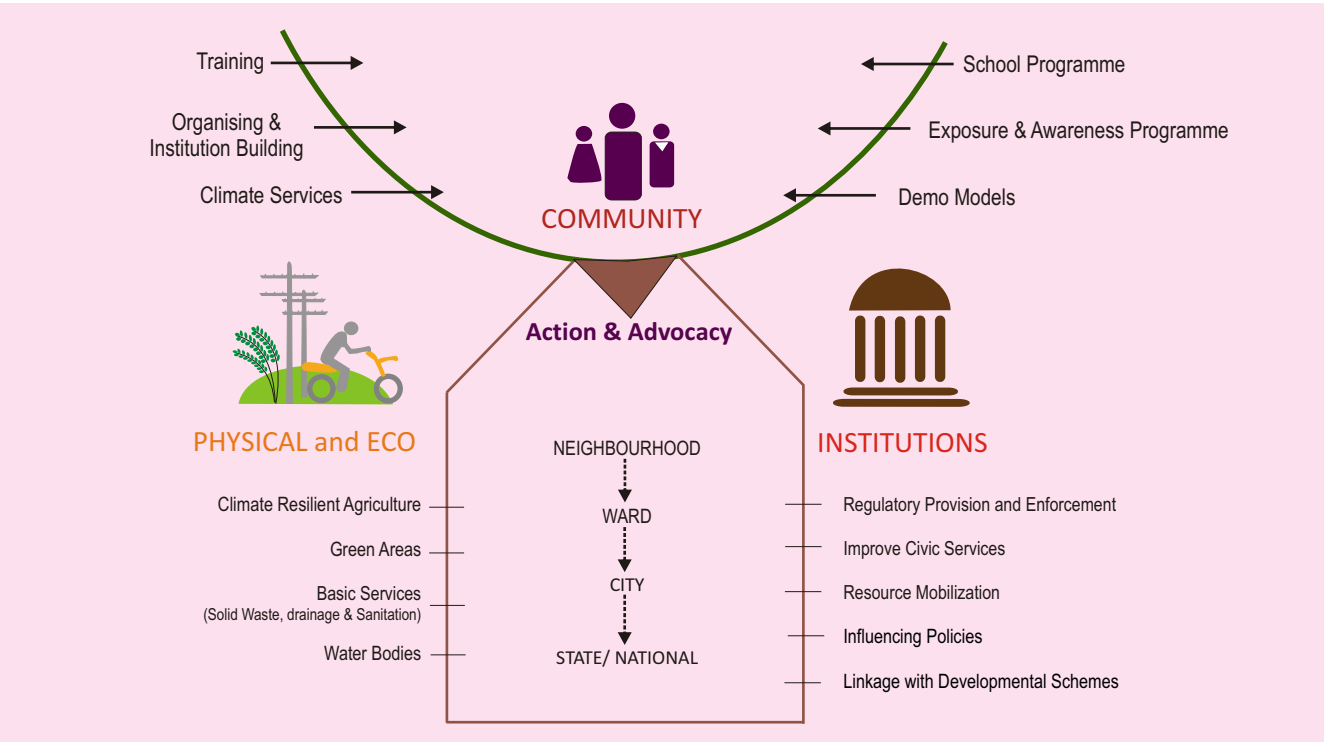 Training
Organising &
Institution Building
Climate Services
School Programme
Exposure & Awareness Programme
Demo Models
COMMUNITY
Action & Advocacy
PHYSICAL and ECO
Climate Resilient Agriculture
Green Areas
Basic Services
(Solid Waste, drainage & Sanitation)
Water Bodies
NEIGHBOURHOOD
WARD
CITY
STATE/ NATIONAL
INSTITUTIONS
Regulatory Provision and Enforcement
Improve Civic Services
Resource Mobilization
Influencing Policies
Linkage with Developmental Schemes